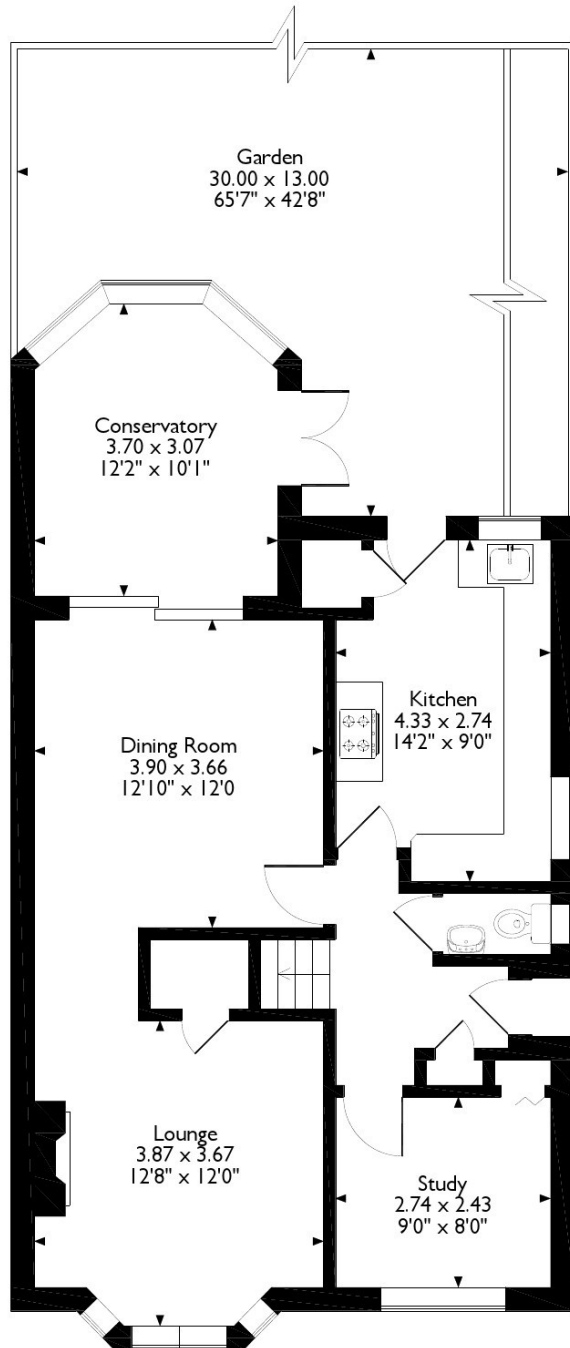 Garden
30.00 x 13.00
65'7" x 42'8"
Conservatory
3.70 x 3.07
12'2" x 10'1"
Kitchen
4.33 x 2.74
14'2" x 9'0"
Dining Room
3.90 x 3.66
12'10" x 12'0
Lounge
3.87 x 3.67
12'8" x 12'0"
Study
2.74 x 2.43
9'0" x 8'0"